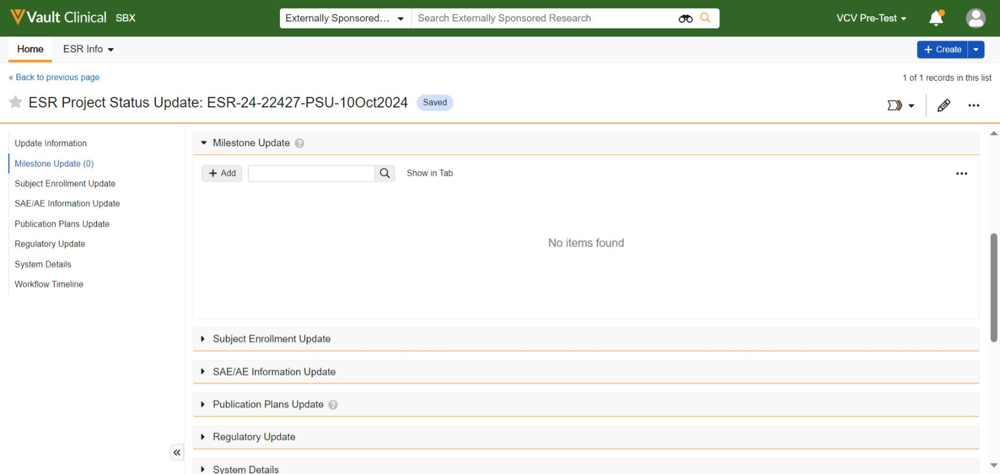 Vault Clinical SBX
Externally Sponsored...
Search Externally Sponsored Research
VCV Pre-Test
Home
ESR Info
+ Create
« Back to previous page
1 of 1 records in this list
ESR Project Status Update: ESR-24-22427-PSU-10Oct2024
Saved
Update Information
Milestone Update (0)
Subject Enrollment Update
SAE/AE Information Update
Publication Plans Update
Regulatory Update
System Details
Workflow Timeline
Milestone Update ?
+ Add
Show in Tab
No items found
Subject Enrollment Update
SAE/AE Information Update
Publication Plans Update ?
Regulatory Update
System Details